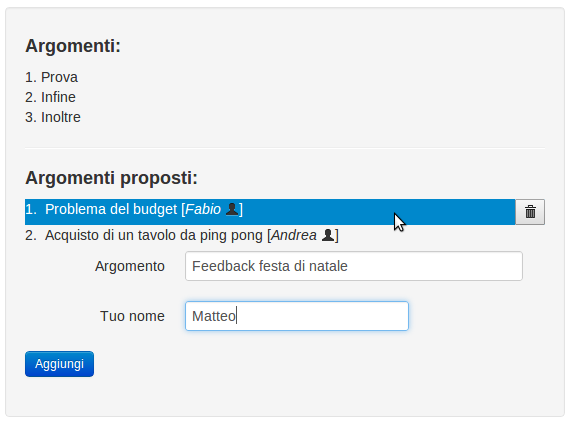 Argomenti:
1. Prova
2. Infine
3. Inoltre
Argomenti proposti:
1. Problema del budget [Fabio ]
2. Acquisto di un tavolo da ping pong [Andrea ]
Argomento Feedback festa di natale
Tuo nome Matteo
Aggiungi